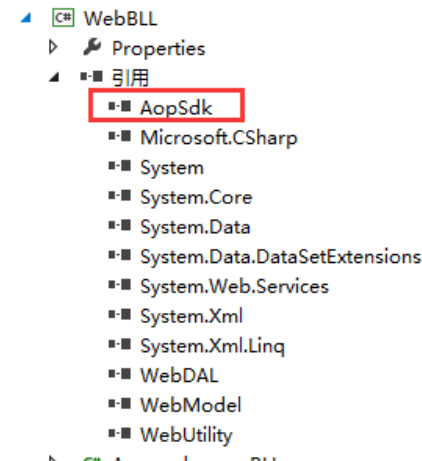 C# WebBLL
Properties
引用
AopSdk
Microsoft.CSharp
System
System.Core
System.Data
System.Data.DataSetExtensions
System.Web.Services
System.Xml
System.Xml.Linq
WebDAL
WebModel
WebUtility